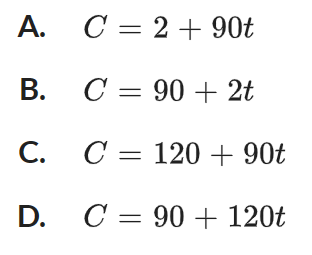 A. C = 2 + 90t
B. C = 90 + 2t
C. C = 120 + 90t
D. C = 90 + 120t